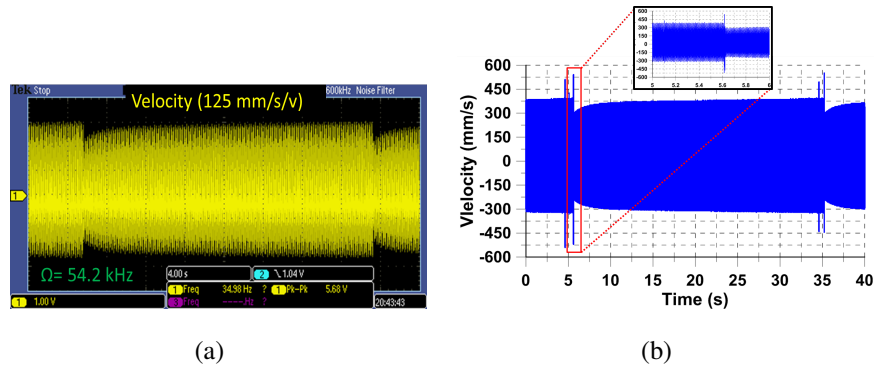 Tek Stop
600kHz Noise Filter
Velocity (125 mm/s/v)
1
Ω= 54.2 kHz
4.00 s
2 1.04 V
1 Freq 34.98 Hz ? 1 Pk-Pk 5.68 V
3 Freq ----.Hz ?
1 1.00 V
20:43:43
(a)
600
450
300
150
0
-150
-300
-450
-600
5
5.2
5.4
5.6
5.8
6
600
450
300
150
0
-150
-300
-450
-600
Vlelocity (mm/s)
0 5 10 15 20 25 30 35 40
Time (s)
(b)